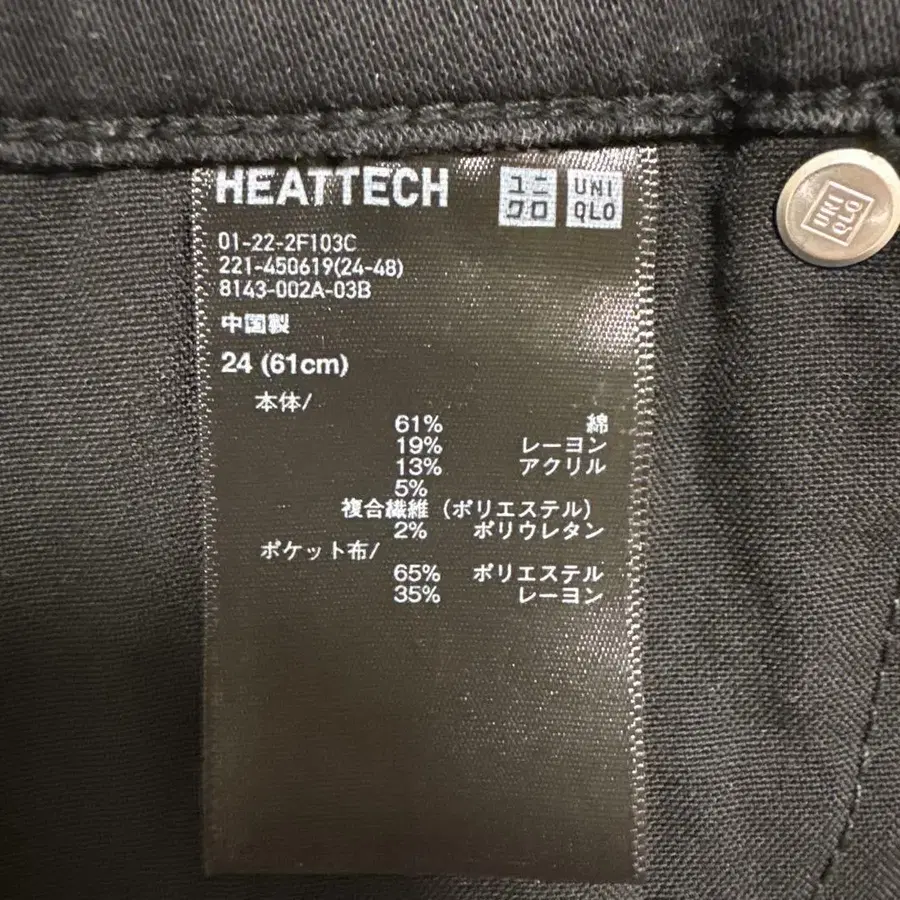 HEATTECH
ユニ
クロ
UNI
QLO
01-22-2F103C
221-450619(24-48)
8143-002A-03B
中国製
24 (61cm)
本体/
61% 綿
19% レーヨン
13% アクリル
5%
複合繊維(ポリエステル)
2% ポリウレタン
ポケット布/
65% ポリエステル
35% レーヨン
UNI
QLO